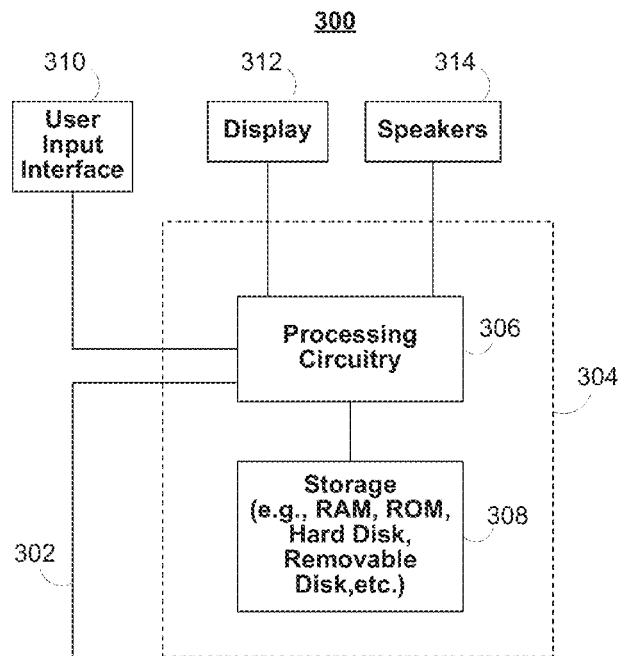 300
310
312
314
User
Input
Interface
Display
Speakers
Processing
Circuitry
306
304
Storage
(e.g., RAM, ROM,
Hard Disk,
Removable
Disk,etc.)
308
302